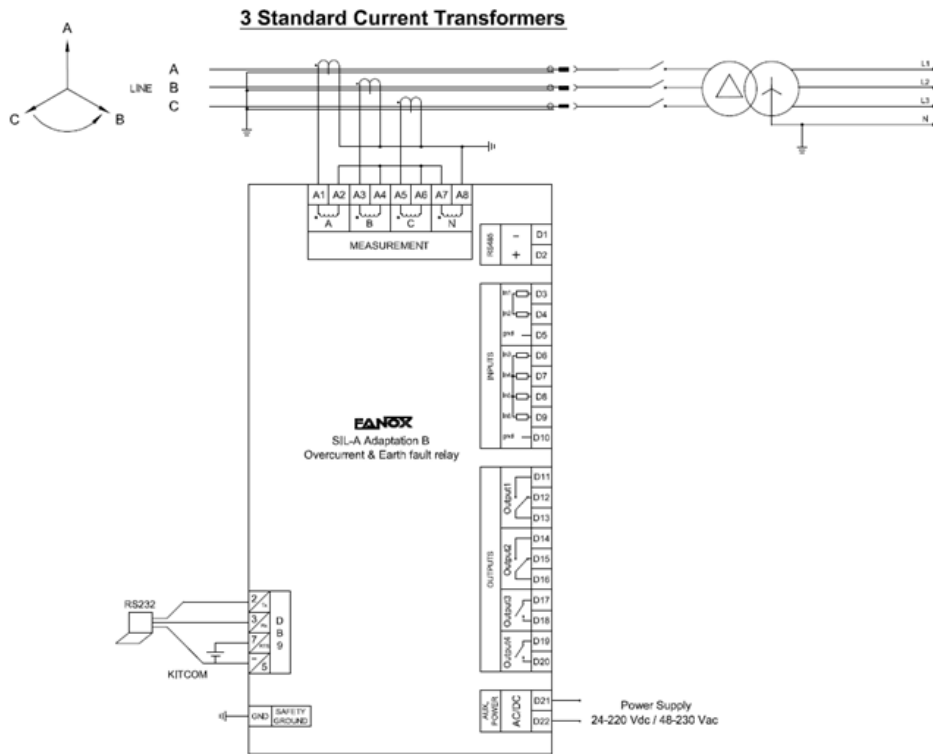 3 Standard Current Transformers
A
C
B
LINE
A
B
C
L1
L2
L3
N
A1 A2 A3 A4 A5 A6 A7 A8
A B C N
MEASUREMENT
RS485
-
+
D1
D2
INPUTS
D3
D4
D5
D6
D7
D8
D9
D10
FANOX
SIL-A Adaptation B
Overcurrent & Earth fault relay
OUTPUTS
Output1
D11
D12
D13
Output2
D14
D15
D16
Output3
D17
D18
Output4
D19
D20
RS232
KITCOM
2
3
7
5
DB9
GND
SAFETY
GROUND
AUX.
POWER
AC/DC
D21
D22
Power Supply
24-220 Vdc / 48-230 Vac